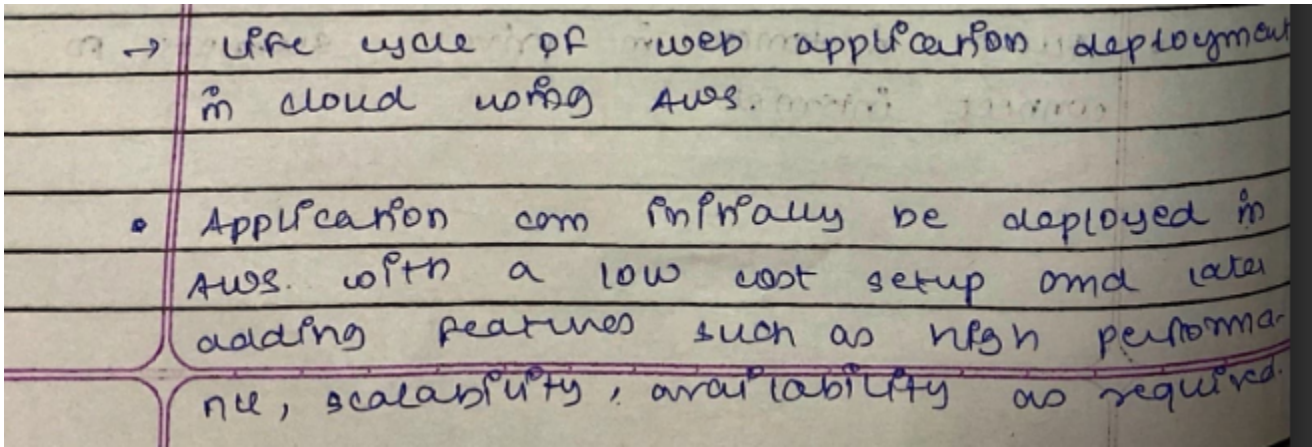 → Life cycle of web application deployment
in cloud using AWS.
• Application can initially be deployed in
AWS. with a low cost setup and later
adding features such as high performa-
nce, scalability, availability as required.